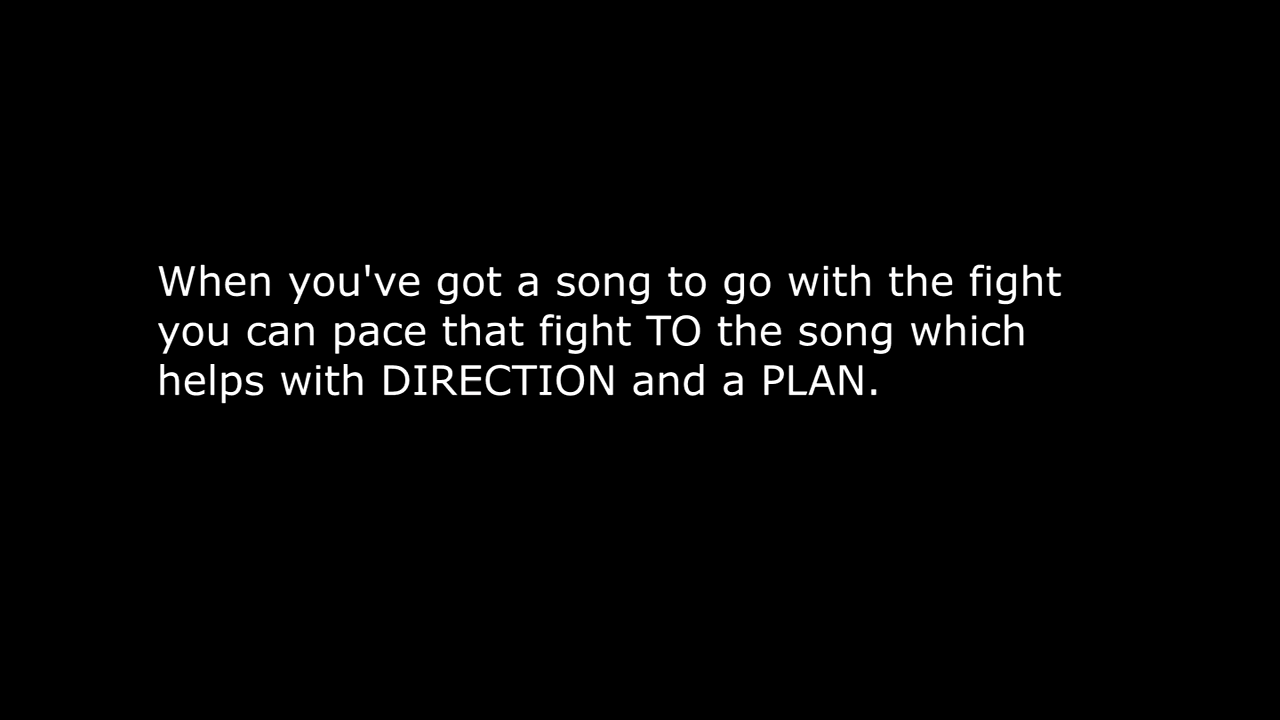 When you've got a song to go with the fight
you can pace that fight TO the song which
helps with DIRECTION and a PLAN.